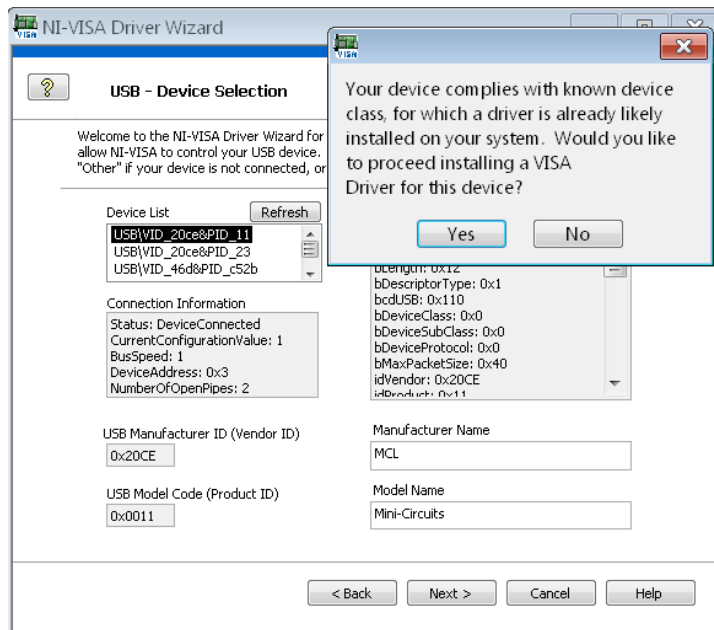 NI-VISA Driver Wizard
USB - Device Selection
Welcome to the NI-VISA Driver Wizard for
allow NI-VISA to control your USB device.
"Other" if your device is not connected, or
Your device complies with known device
class, for which a driver is already likely
installed on your system. Would you like
to proceed installing a VISA
Driver for this device?
Yes No
Device List Refresh
USB\VID_20ce&PID_11
USB\VID_20ce&PID_23
USB\VID_46d&PID_c52b
Connection Information
Status: DeviceConnected
CurrentConfigurationValue: 1
BusSpeed: 1
DeviceAddress: 0x3
NumberOfOpenPipes: 2
bLength: 0x12
bDescriptorType: 0x1
bcdUSB: 0x110
bDeviceClass: 0x0
bDeviceSubClass: 0x0
bDeviceProtocol: 0x0
bMaxPacketSize: 0x40
idVendor: 0x20CE
idProduct: 0x11
USB Manufacturer ID (Vendor ID)
0x20CE
USB Model Code (Product ID)
0x0011
Manufacturer Name
MCL
Model Name
Mini-Circuits
< Back Next > Cancel Help